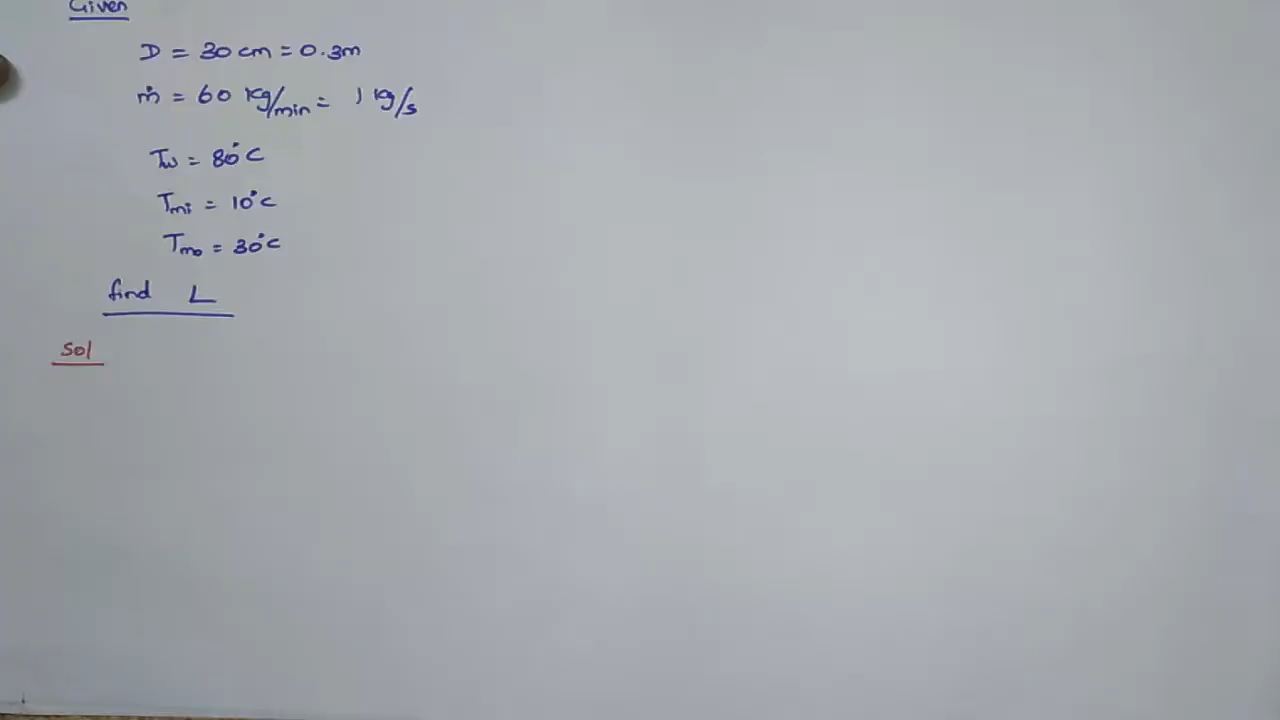 Given
D = 30 cm = 0.3m
ṁ = 60 Kg/min = 1 Kg/s
Tw = 80°C
Tmi = 10°C
Tmo = 30°C
find L
Sol